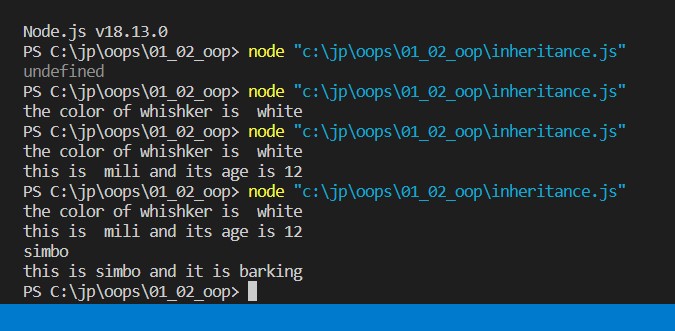 Node.js v18.13.0
PS C:\jp\oops\01_02_oop> node "c:\jp\oops\01_02_oop\inheritance.js"
undefined
PS C:\jp\oops\01_02_oop> node "c:\jp\oops\01_02_oop\inheritance.js"
the color of whishker is  white
PS C:\jp\oops\01_02_oop> node "c:\jp\oops\01_02_oop\inheritance.js"
the color of whishker is  white
this is  mili and its age is 12
PS C:\jp\oops\01_02_oop> node "c:\jp\oops\01_02_oop\inheritance.js"
the color of whishker is  white
this is  mili and its age is 12
simbo
this is simbo and it is barking
PS C:\jp\oops\01_02_oop>